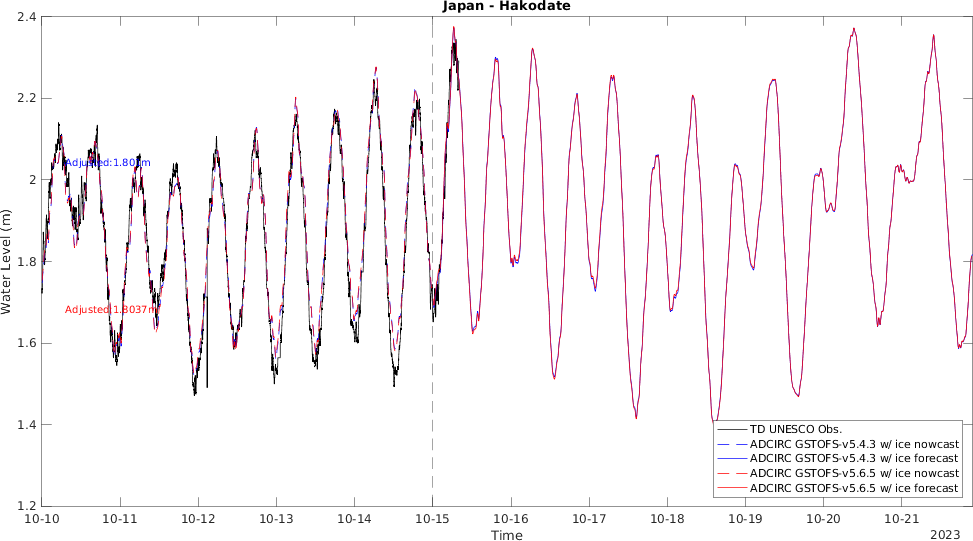 Japan - Hakodate
2.4
2.2
2
1.8
1.6
1.4
1.2
Water Level (m)
Adjusted:1.8037m
10-10
10-11
10-12
10-13
10-14
10-15
10-16
10-17
10-18
10-19
10-20
10-21
Time
2023
TD UNESCO Obs.
ADCIRC GSTOFS-v5.4.3 w/ ice nowcast
ADCIRC GSTOFS-v5.4.3 w/ ice forecast
ADCIRC GSTOFS-v5.6.5 w/ ice nowcast
ADCIRC GSTOFS-v5.6.5 w/ ice forecast